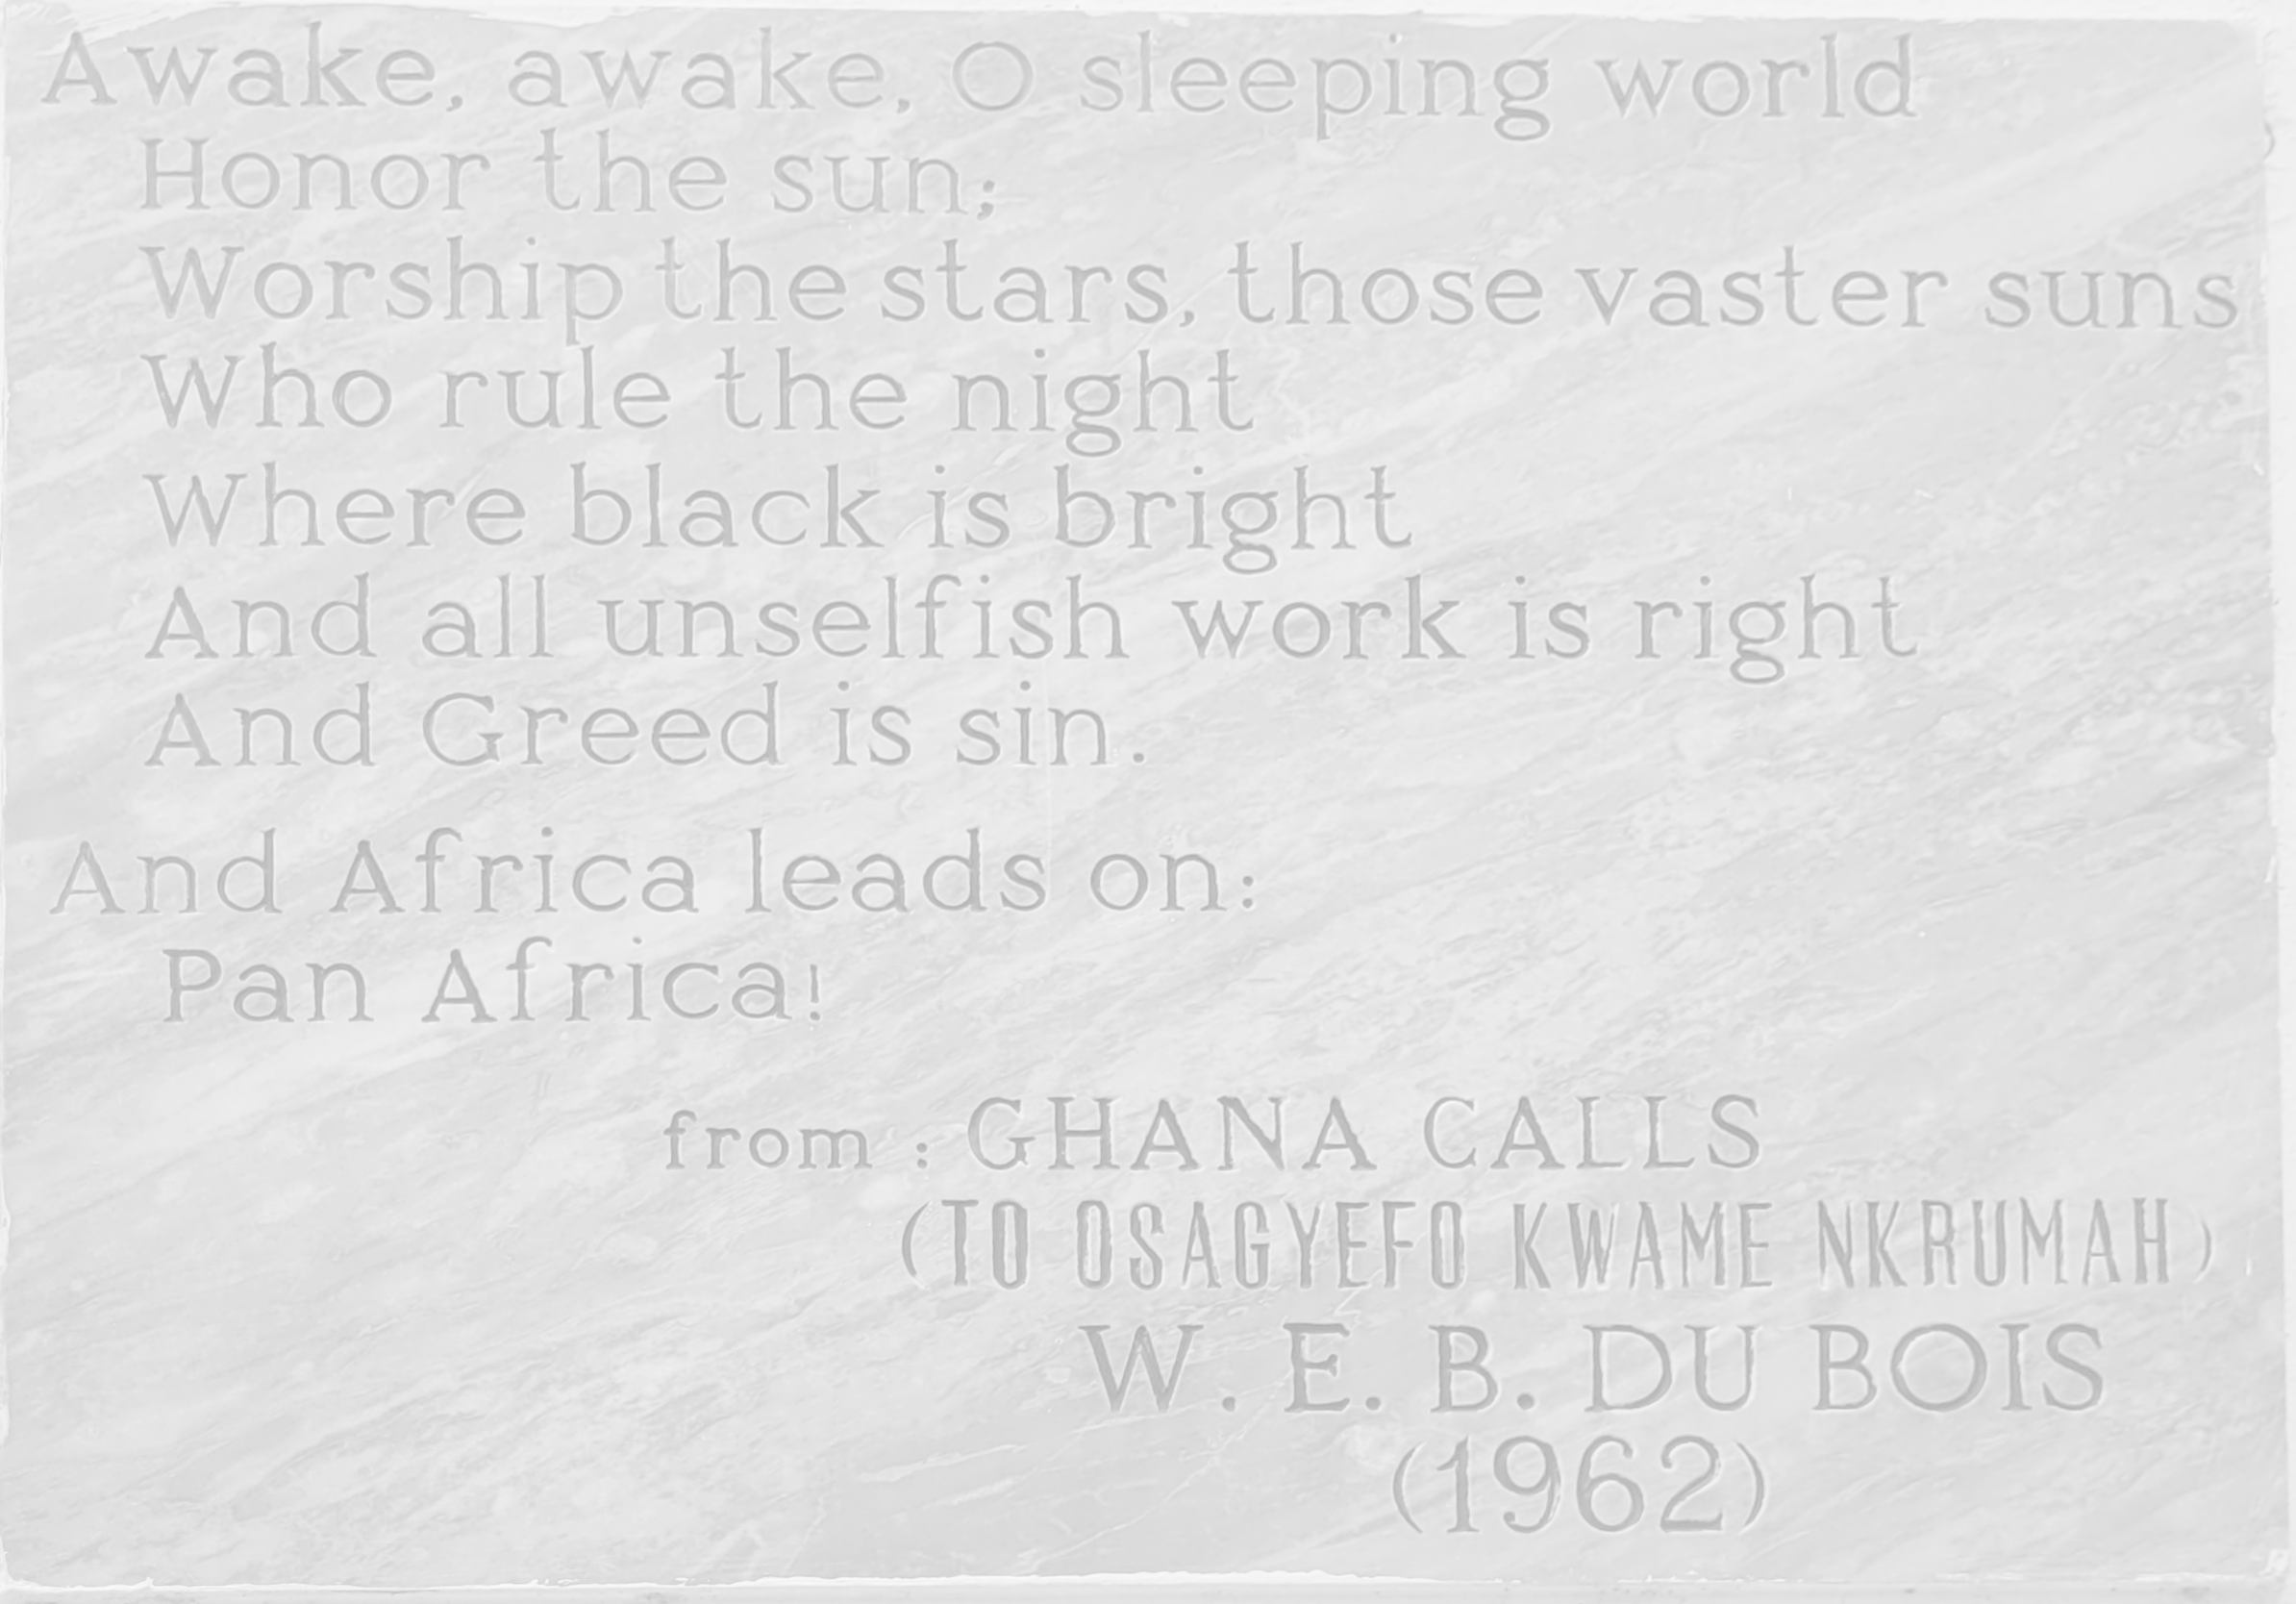 Awake, awake, O sleeping world
Honor the sun;
Worship the stars, those vaster suns
Who rule the night
Where black is bright
And all unselfish work is right
And Greed is sin.
And Africa leads on:
Pan Africa!
from : GHANA CALLS
(TO OSAGYEFO KWAME NKRUMAH)
W. E. B. DU BOIS
(1962)